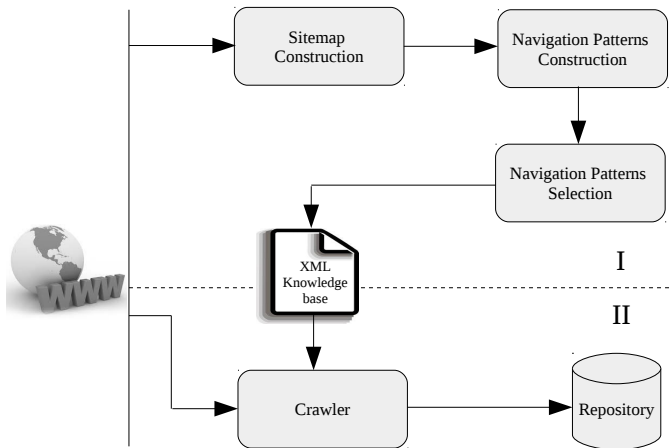 Sitemap
Construction
Navigation Patterns
Construction
Navigation Patterns
Selection
XML
Knowledge
base
I
II
WWW
Crawler
Repository